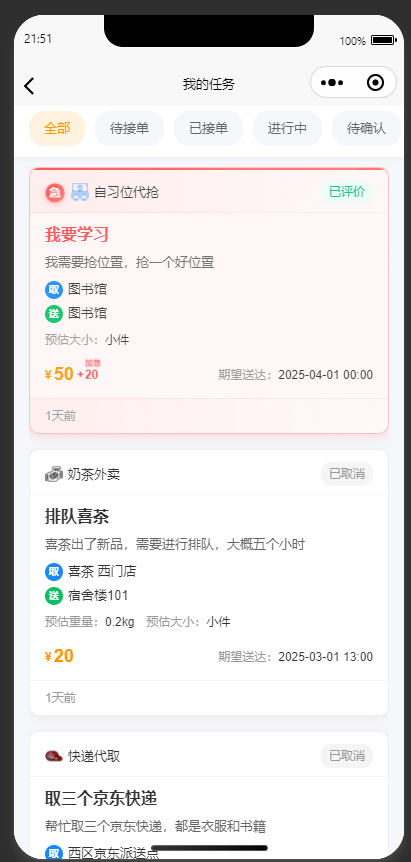 21:51
100%
我的任务
全部 待接单 已接单 进行中 待确认
急 自习位代抢 已评价
我要学习
我需要抢位置，抢一个好位置
取 图书馆
送 图书馆
预估大小：小件
¥50 +20 加急 期望送达：2025-04-01 00:00
1天前
奶茶外卖 已取消
排队喜茶
喜茶出了新品，需要进行排队，大概五个小时
取 喜茶 西门店
送 宿舍楼101
预估重量：0.2kg 预估大小：小件
¥20 期望送达：2025-03-01 13:00
1天前
快递代取 已取消
取三个京东快递
帮忙取三个京东快递，都是衣服和书籍
取 西区京东派送点